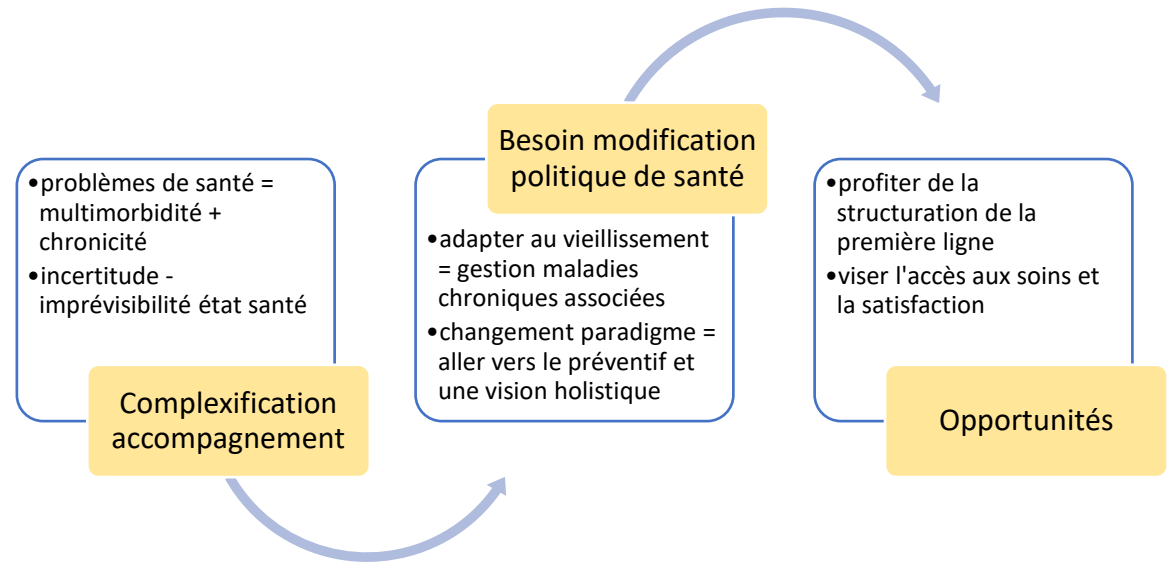 •problèmes de santé =
multimorbidité +
chronicité
•incertitude -
imprévisibilité état santé
Complexification
accompagnement
Besoin modification
politique de santé
•adapter au vieillissement
= gestion maladies
chroniques associées
•changement paradigme =
aller vers le préventif et
une vision holistique
•profiter de la
structuration de la
première ligne
•viser l'accès aux soins et
la satisfaction
Opportunités